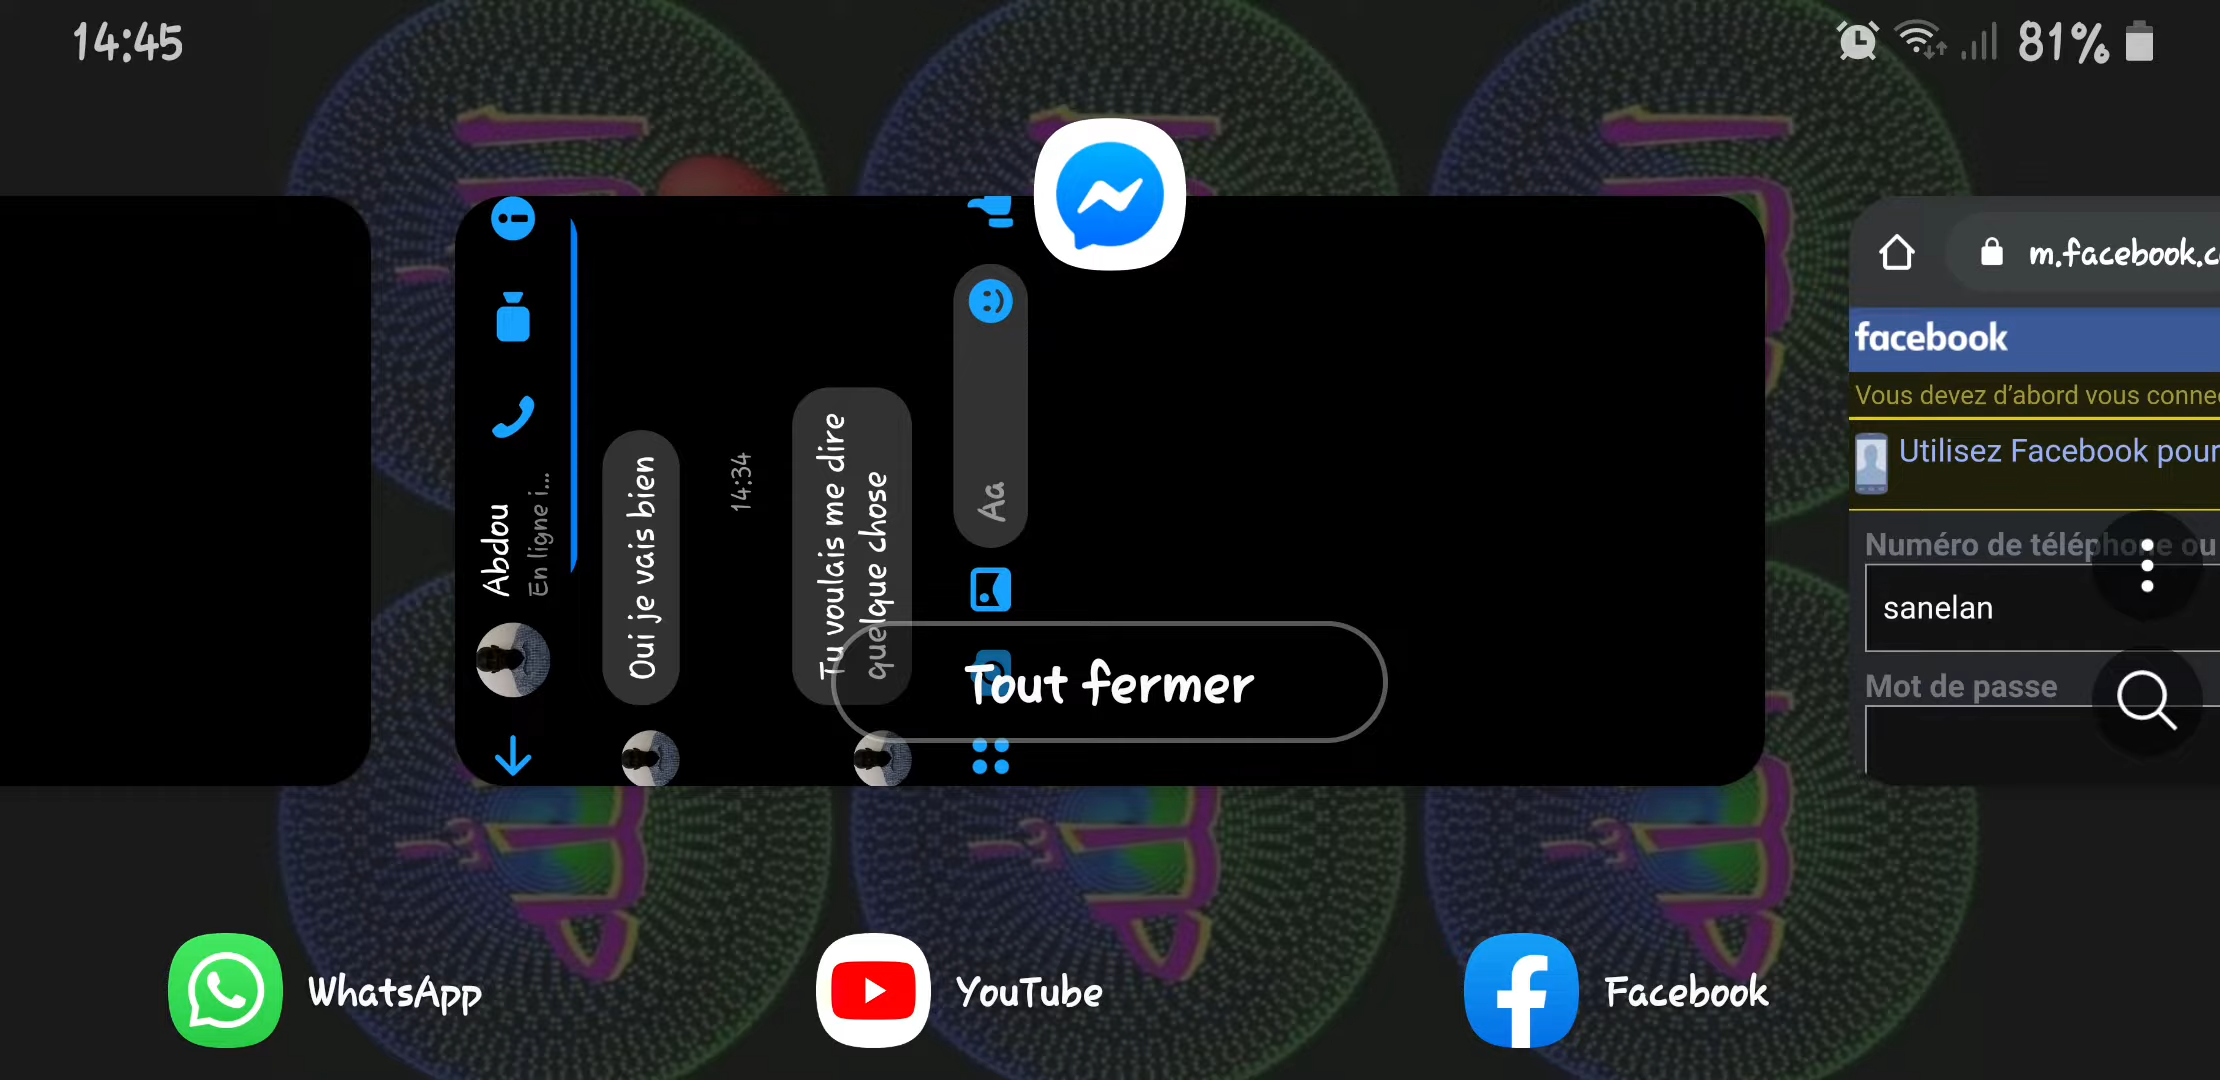 14:45
81%
Abdou
En ligne i...
Oui je vais bien
14:34
Tu voulais me dire
quelque chose
Aa
m.facebook.c
facebook
Vous devez d'abord vous conne
Utilisez Facebook pour
Numéro de téléphone ou
sanelan
Mot de passe
Tout fermer
WhatsApp
YouTube
Facebook